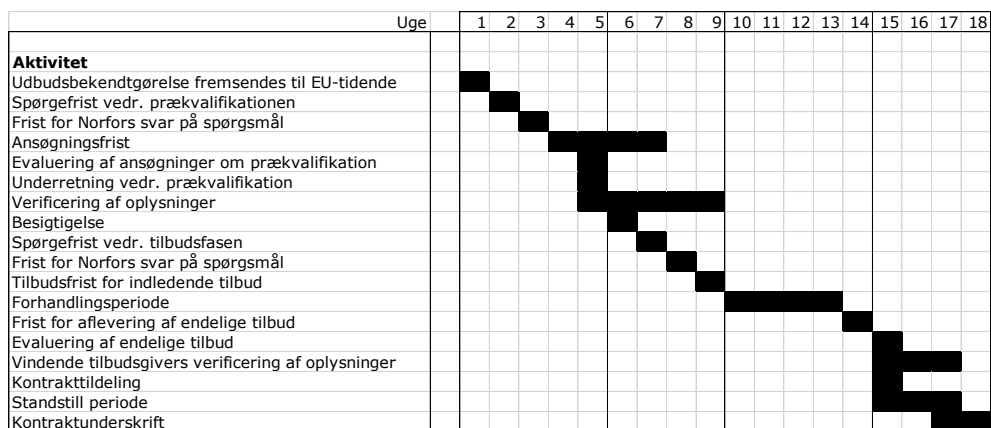 Uge 1 2 3 4 5 6 7 8 9 10 11 12 13 14 15 16 17 18
Aktivitet
Udbudsbekendtgørelse fremsendes til EU-tidende
Spørgefrist vedr. prækvalifikationen
Frist for Norfors svar på spørgsmål
Ansøgningsfrist
Evaluering af ansøgninger om prækvalifikation
Underretning vedr. prækvalifikation
Verificering af oplysninger
Besigtigelse
Spørgefrist vedr. tilbudsfasen
Frist for Norfors svar på spørgsmål
Tilbudsfrist for indledende tilbud
Forhandlingsperiode
Frist for aflevering af endelige tilbud
Evaluering af endelige tilbud
Vindende tilbudsgivers verificering af oplysninger
Kontrakttildeling
Standstill periode
Kontraktunderskrift